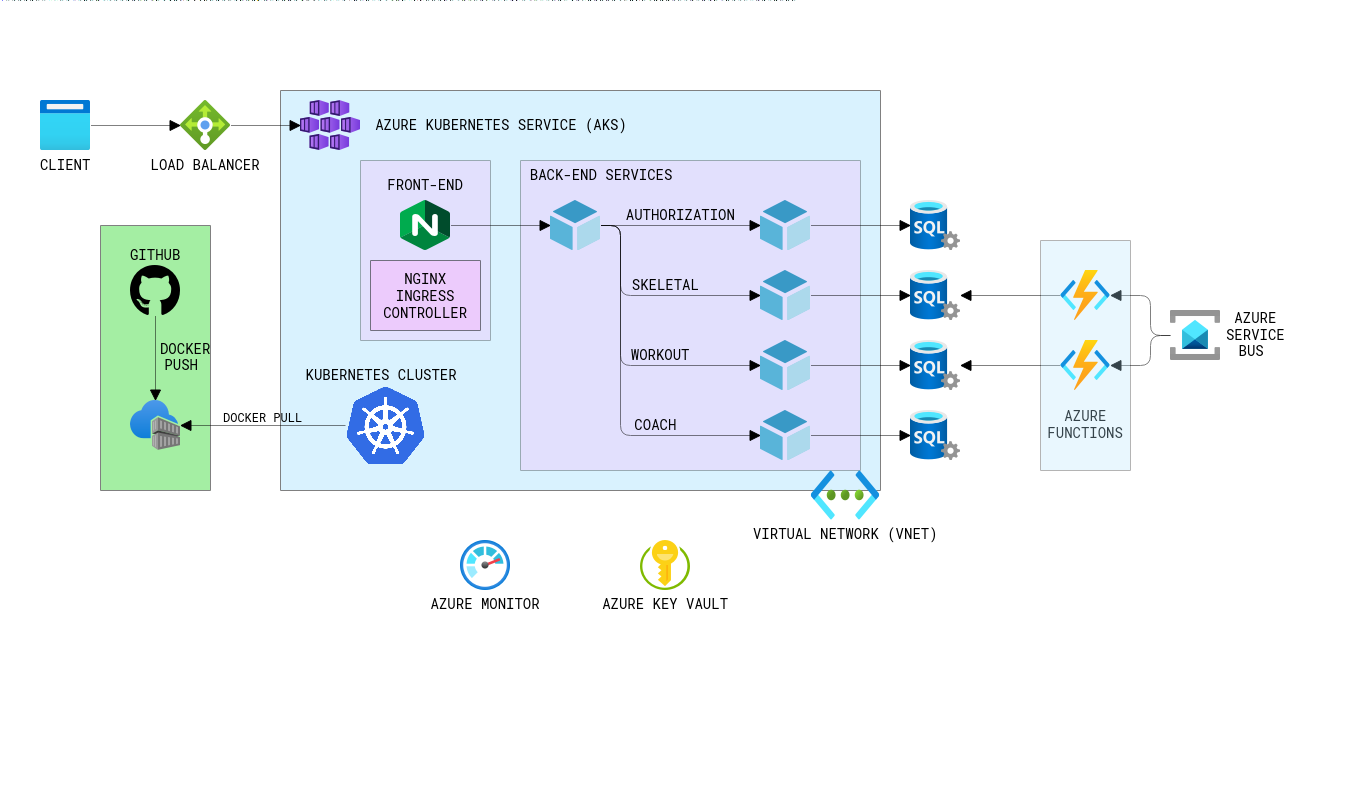 CLIENT
LOAD BALANCER
AZURE KUBERNETES SERVICE (AKS)
FRONT-END
NGINX
INGRESS
CONTROLLER
BACK-END SERVICES
AUTHORIZATION
SKELETAL
WORKOUT
COACH
SQL
SQL
SQL
SQL
GITHUB
DOCKER
PUSH
DOCKER PULL
KUBERNETES CLUSTER
AZURE
FUNCTIONS
AZURE
SERVICE
BUS
VIRTUAL NETWORK (VNET)
AZURE MONITOR
AZURE KEY VAULT